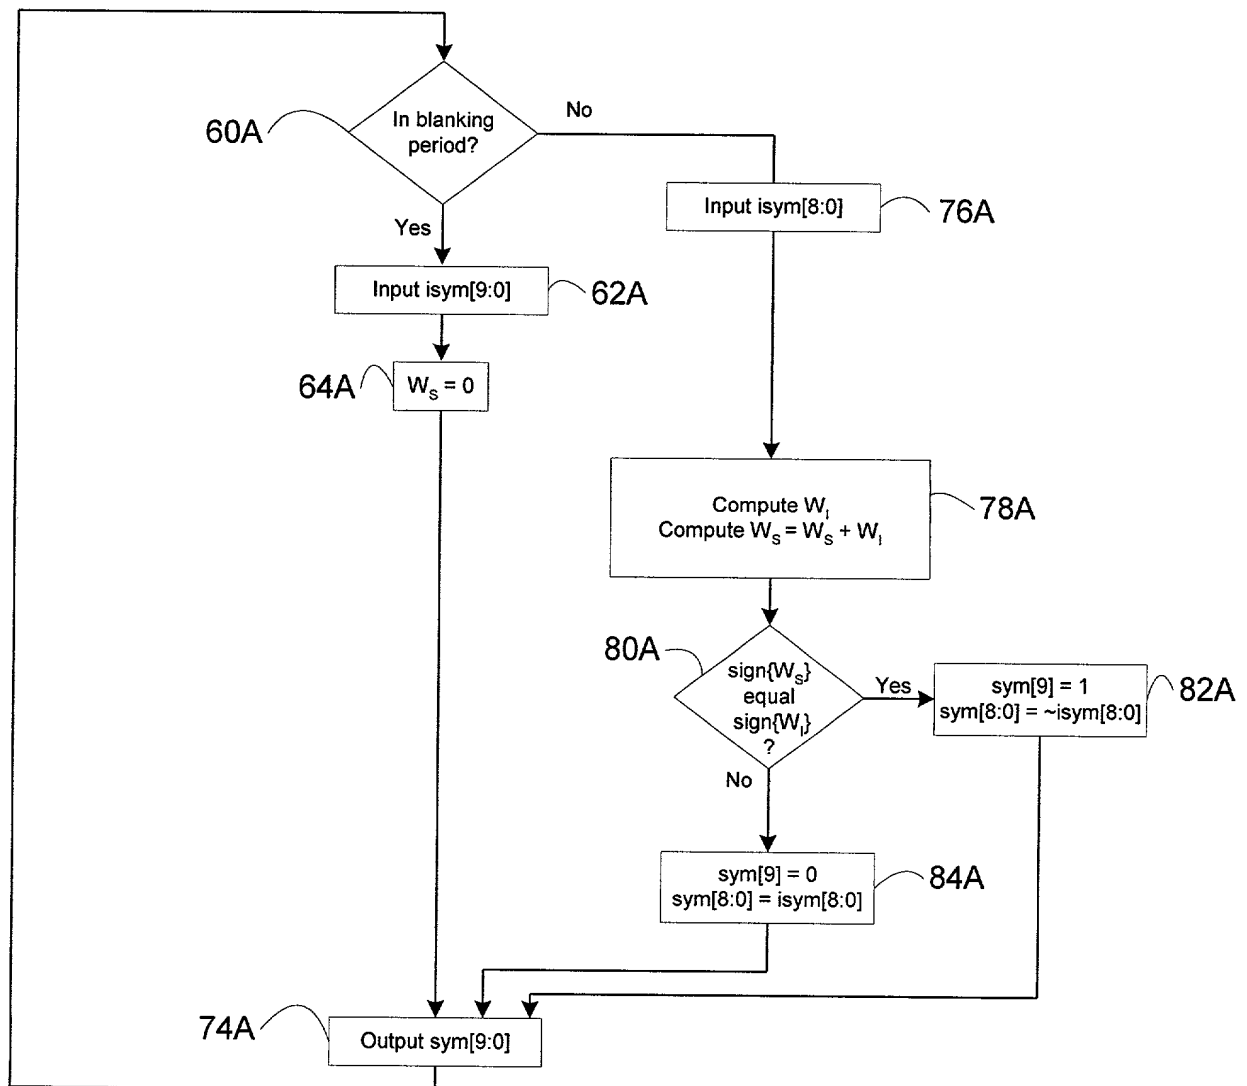 In blanking
period?
60A
No
Yes
Input isym[8:0]
76A
Input isym[9:0]
62A
W_S = 0
64A
Compute W_I
Compute W_S = W_S + W_I
78A
80A
sign{W_S}
equal
sign{W_I}
?
Yes
No
sym[9] = 1
sym[8:0] = ~isym[8:0]
82A
sym[9] = 0
sym[8:0] = isym[8:0]
84A
74A
Output sym[9:0]